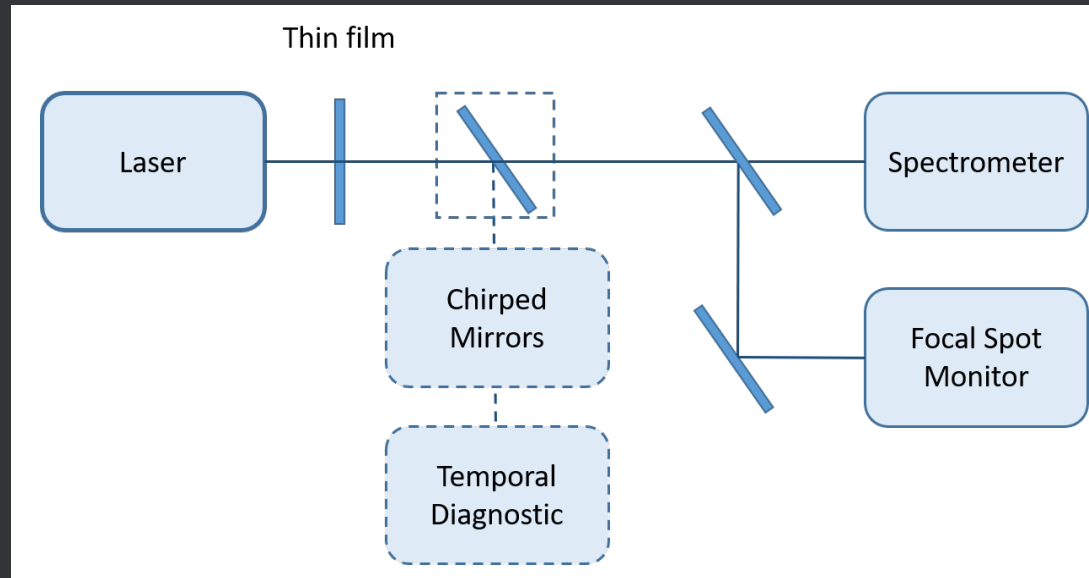 Thin film
Laser
Spectrometer
Chirped
Mirrors
Focal Spot
Monitor
Temporal
Diagnostic